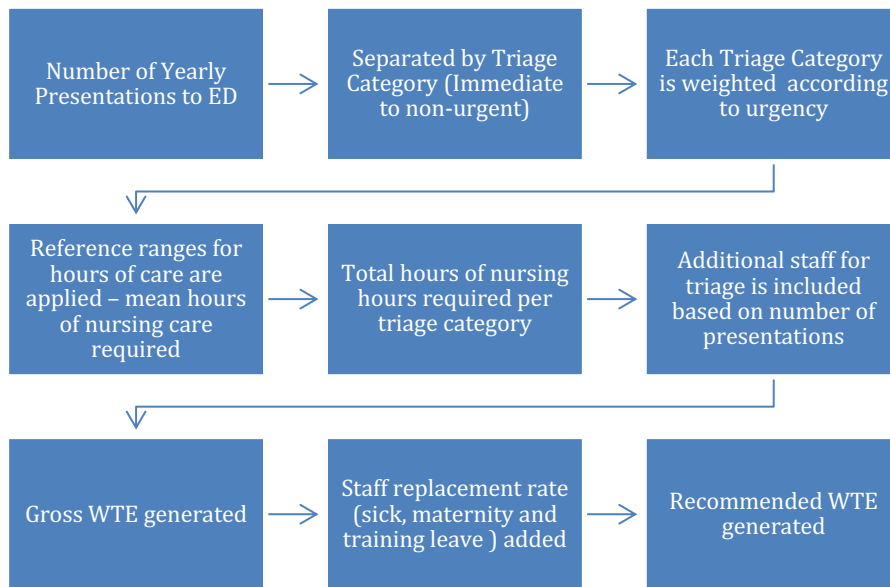 Number of Yearly
Presentations to ED
Separated by Triage
Category (Immediate
to non-urgent)
Each Triage Category
is weighted according
to urgency
Reference ranges for
hours of care are
applied – mean hours
of nursing care
required
Total hours of nursing
hours required per
triage category
Additional staff for
triage is included
based on number of
presentations
Gross WTE generated
Staff replacement rate
(sick, maternity and
training leave ) added
Recommended WTE
generated